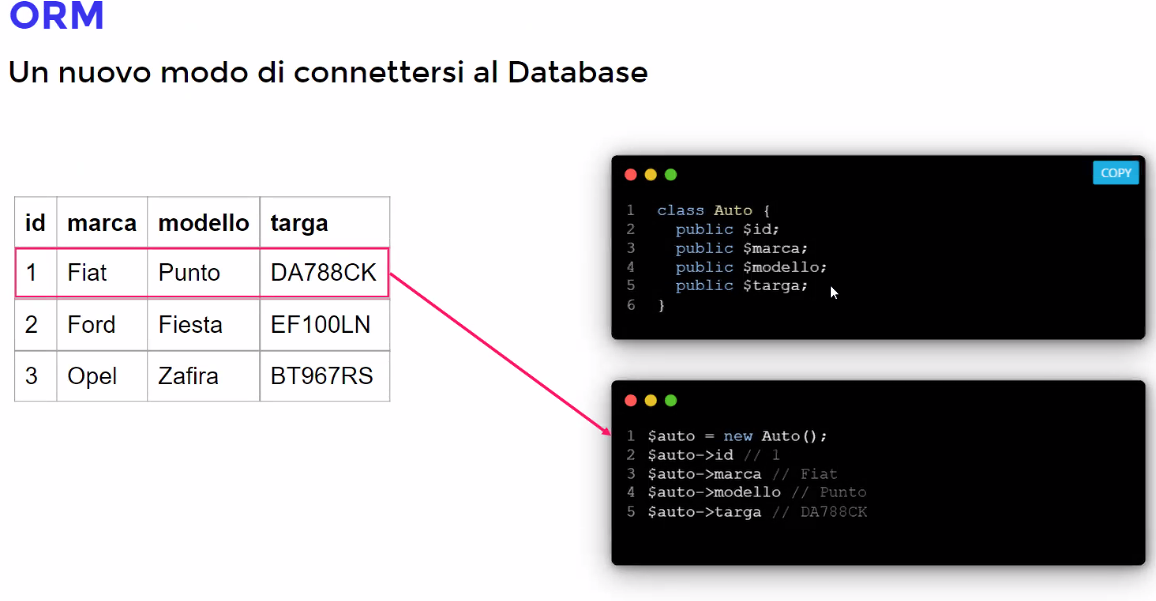 ORM
Un nuovo modo di connettersi al Database
id marca modello targa
1 Fiat Punto DA788CK
2 Ford Fiesta EF100LN
3 Opel Zafira BT967RS
COPY
1 class Auto {
2 public $id;
3 public $marca;
4 public $modello;
5 public $targa;
6 }
1 $auto = new Auto();
2 $auto->id // 1
3 $auto->marca // Fiat
4 $auto->modello // Punto
5 $auto->targa // DA788CK